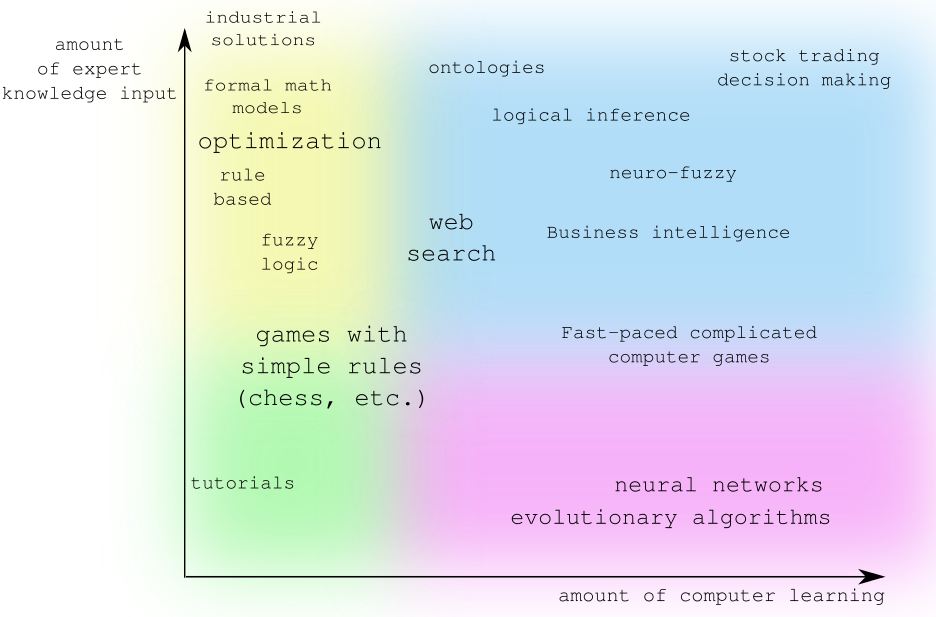 industrial
solutions
amount
of expert
knowledge input
formal math
models
optimization
rule
based
fuzzy
logic
ontologies
stock trading
decision making
logical inference
neuro-fuzzy
web
search
Business intelligence
games with
simple rules
(chess, etc.)
Fast-paced complicated
computer games
tutorials
neural networks
evolutionary algorithms
amount of computer learning